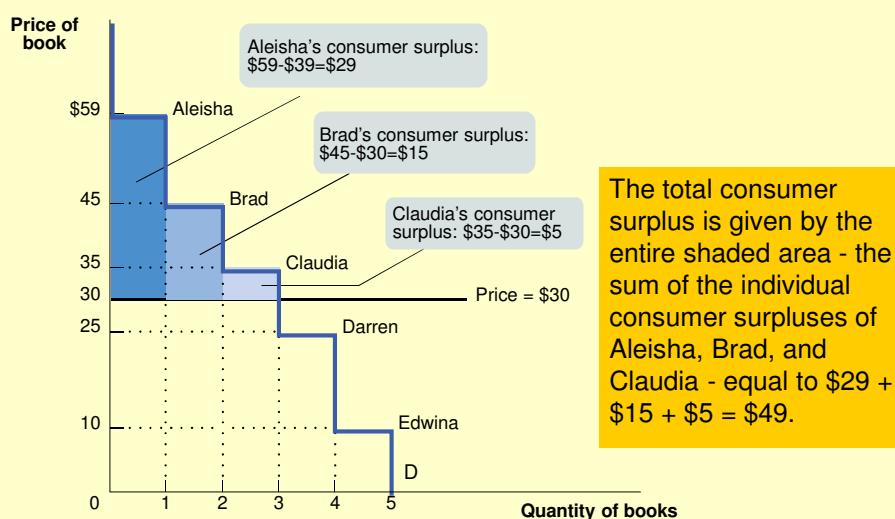 Price of
book
Aleisha's consumer surplus:
$59-$39=$29
$59
Aleisha
Brad's consumer surplus:
$45-$30=$15
45
Brad
Claudia's consumer
surplus: $35-$30=$5
35
Claudia
30
Price = $30
25
Darren
10
Edwina
D
0
1
2
3
4
5
Quantity of books
The total consumer
surplus is given by the
entire shaded area - the
sum of the individual
consumer surpluses of
Aleisha, Brad, and
Claudia - equal to $29 +
$15 + $5 = $49.